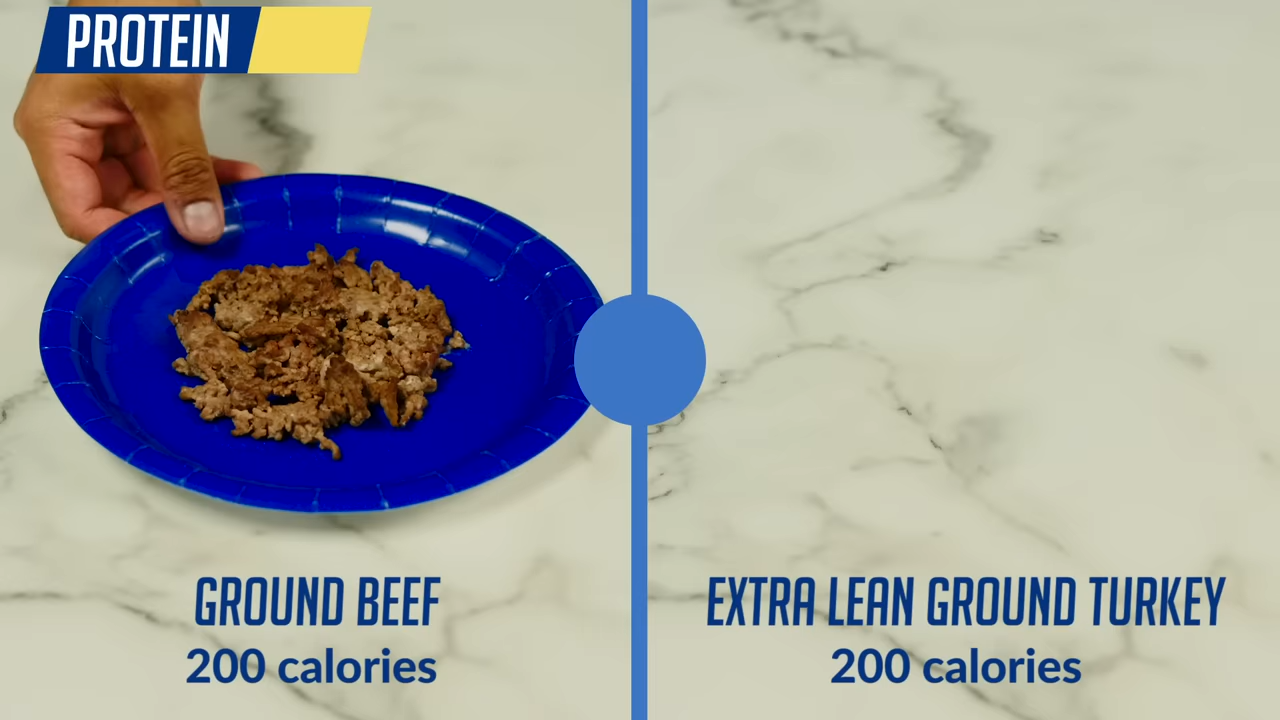 PROTEIN
GROUND BEEF
200 calories
EXTRA LEAN GROUND TURKEY
200 calories